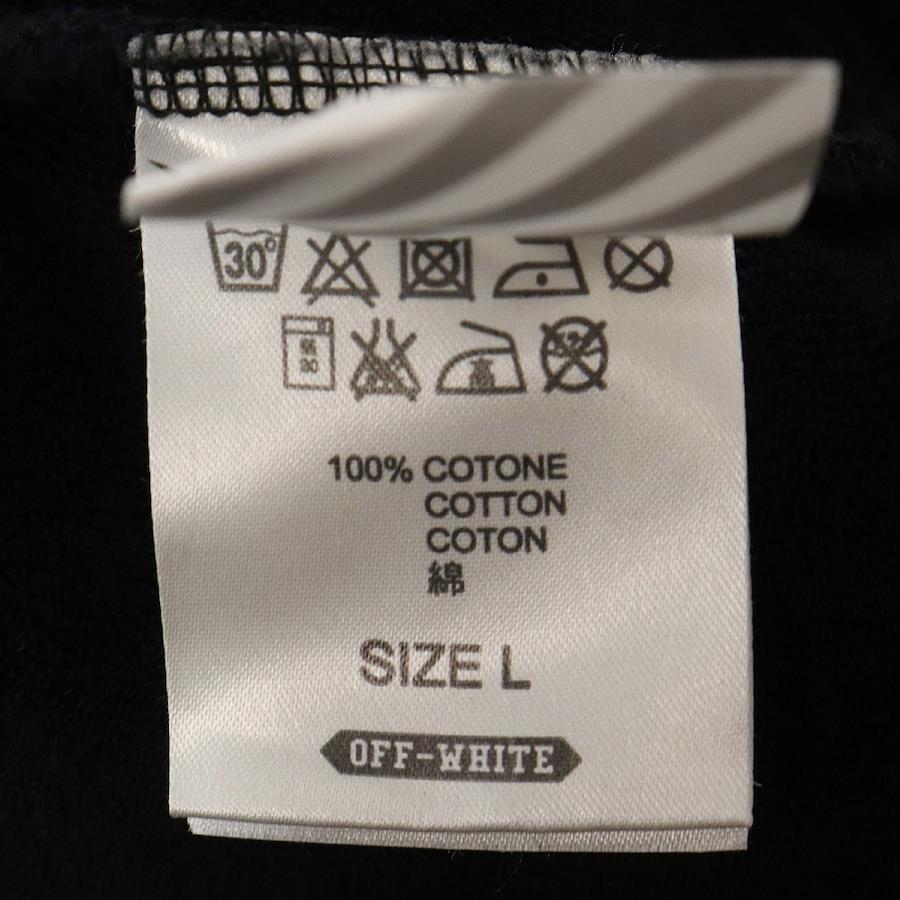 30°
100% COTONE
COTTON
COTON
綿
SIZE L
OFF-WHITE